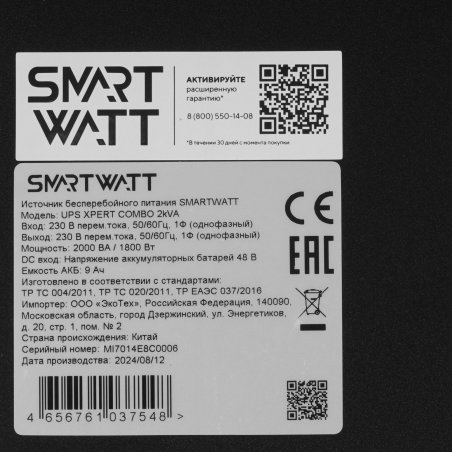 SMART
WATT
АКТИВИРУЙТЕ
расширенную
гарантию*
8 (800) 550-14-08
*В течении 30 дней с момента покупки
SMARTWATT
Источник бесперебойного питания SMARTWATT
Модель: UPS XPERT COMBO 2kVA
Вход: 230 В перем.тока, 50/60Гц, 1Ф (однофазный)
Выход: 230 В перем.тока, 50/60Гц, 1Ф (однофазный)
Мощность: 2000 ВА / 1800 Вт
DC вход: Напряжение аккумуляторных батарей 48 В
Емкость АКБ: 9 Ач
Изготовлено в соответствии с стандартами:
ТР ТС 004/2011, ТР ТС 020/2011, ТР ЕАЭС 037/2016
Импортер: ООО «ЭкоТех», Российская Федерация, 140090,
Московская область, город Дзержинский, ул. Энергетиков,
д. 20, стр. 1, пом. № 2
Страна происхождения: Китай
Серийный номер: MI7014E8C0006
Дата производства: 2024/08/12
CE
EAC
4 656761 037548 >